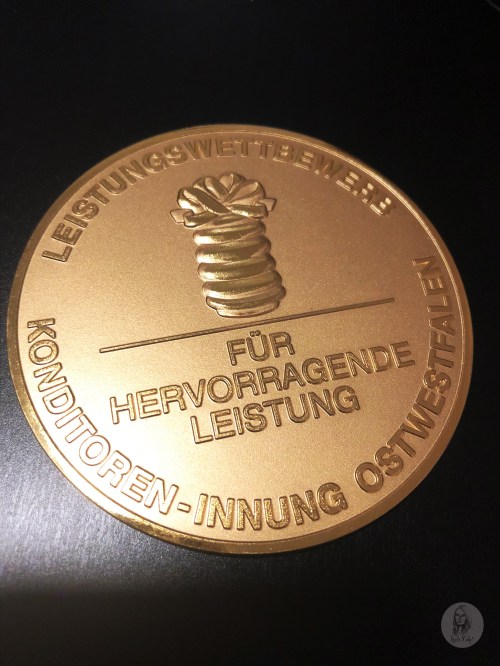 LEISTUNGSWETTBEWERB
FÜR
HERVORRAGENDE
LEISTUNG
KONDITOREN-INNUNG OSTWESTFALEN